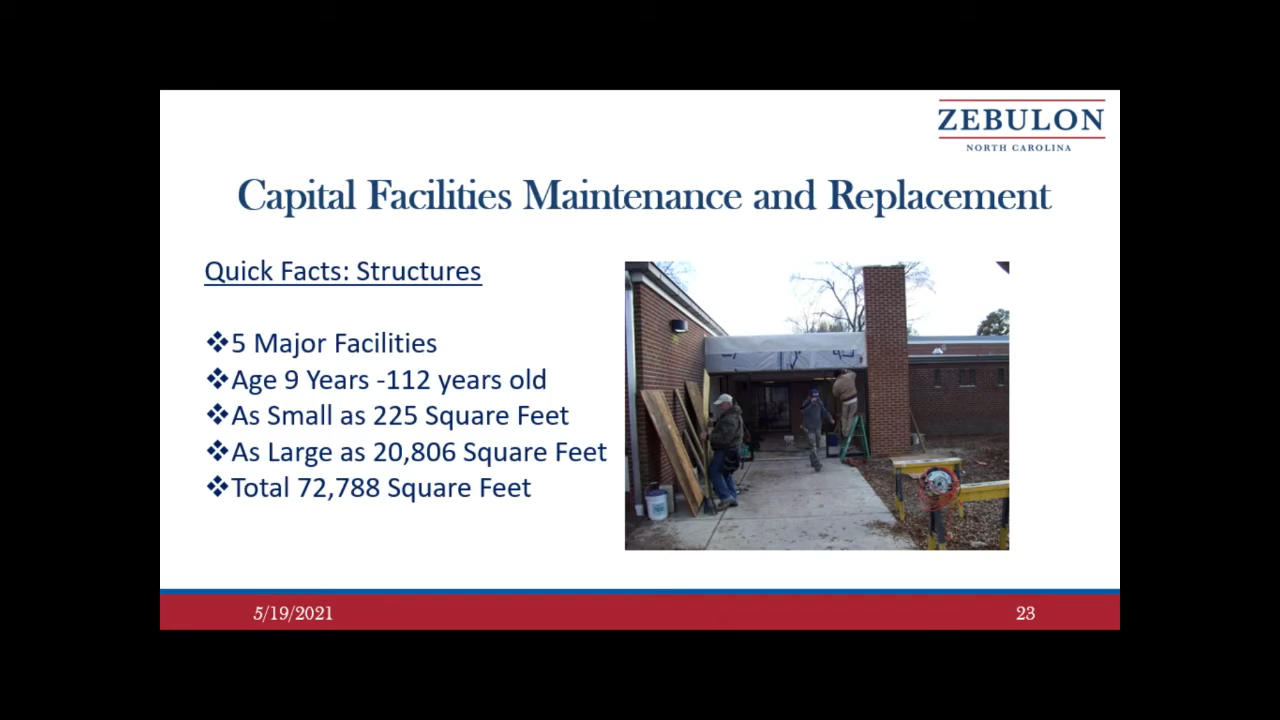 ZEBULON
NORTH CAROLINA
Capital Facilities Maintenance and Replacement
Quick Facts: Structures
❖5 Major Facilities
❖Age 9 Years -112 years old
❖As Small as 225 Square Feet
❖As Large as 20,806 Square Feet
❖Total 72,788 Square Feet
5/19/2021
23